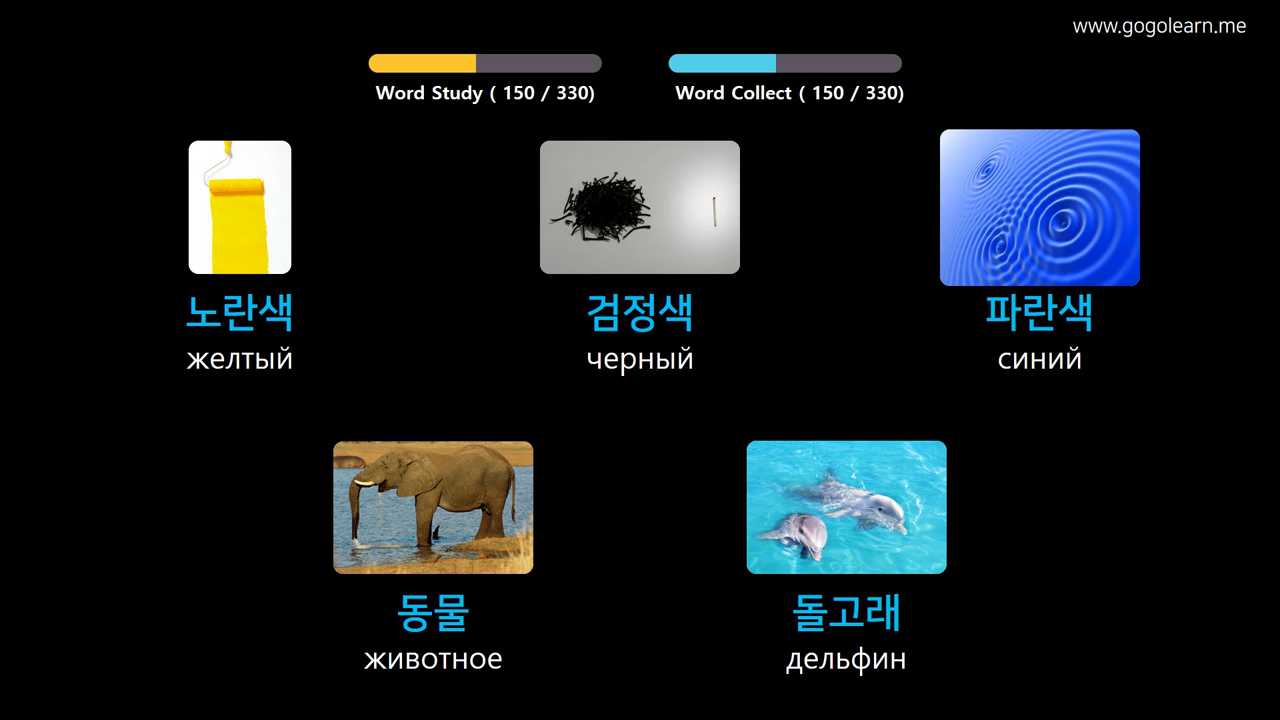 www.gogolearn.me
Word Study ( 150 / 330)
Word Collect ( 150 / 330)
노란색
желтый
검정색
черный
파란색
синий
동물
животное
돌고래
дельфин